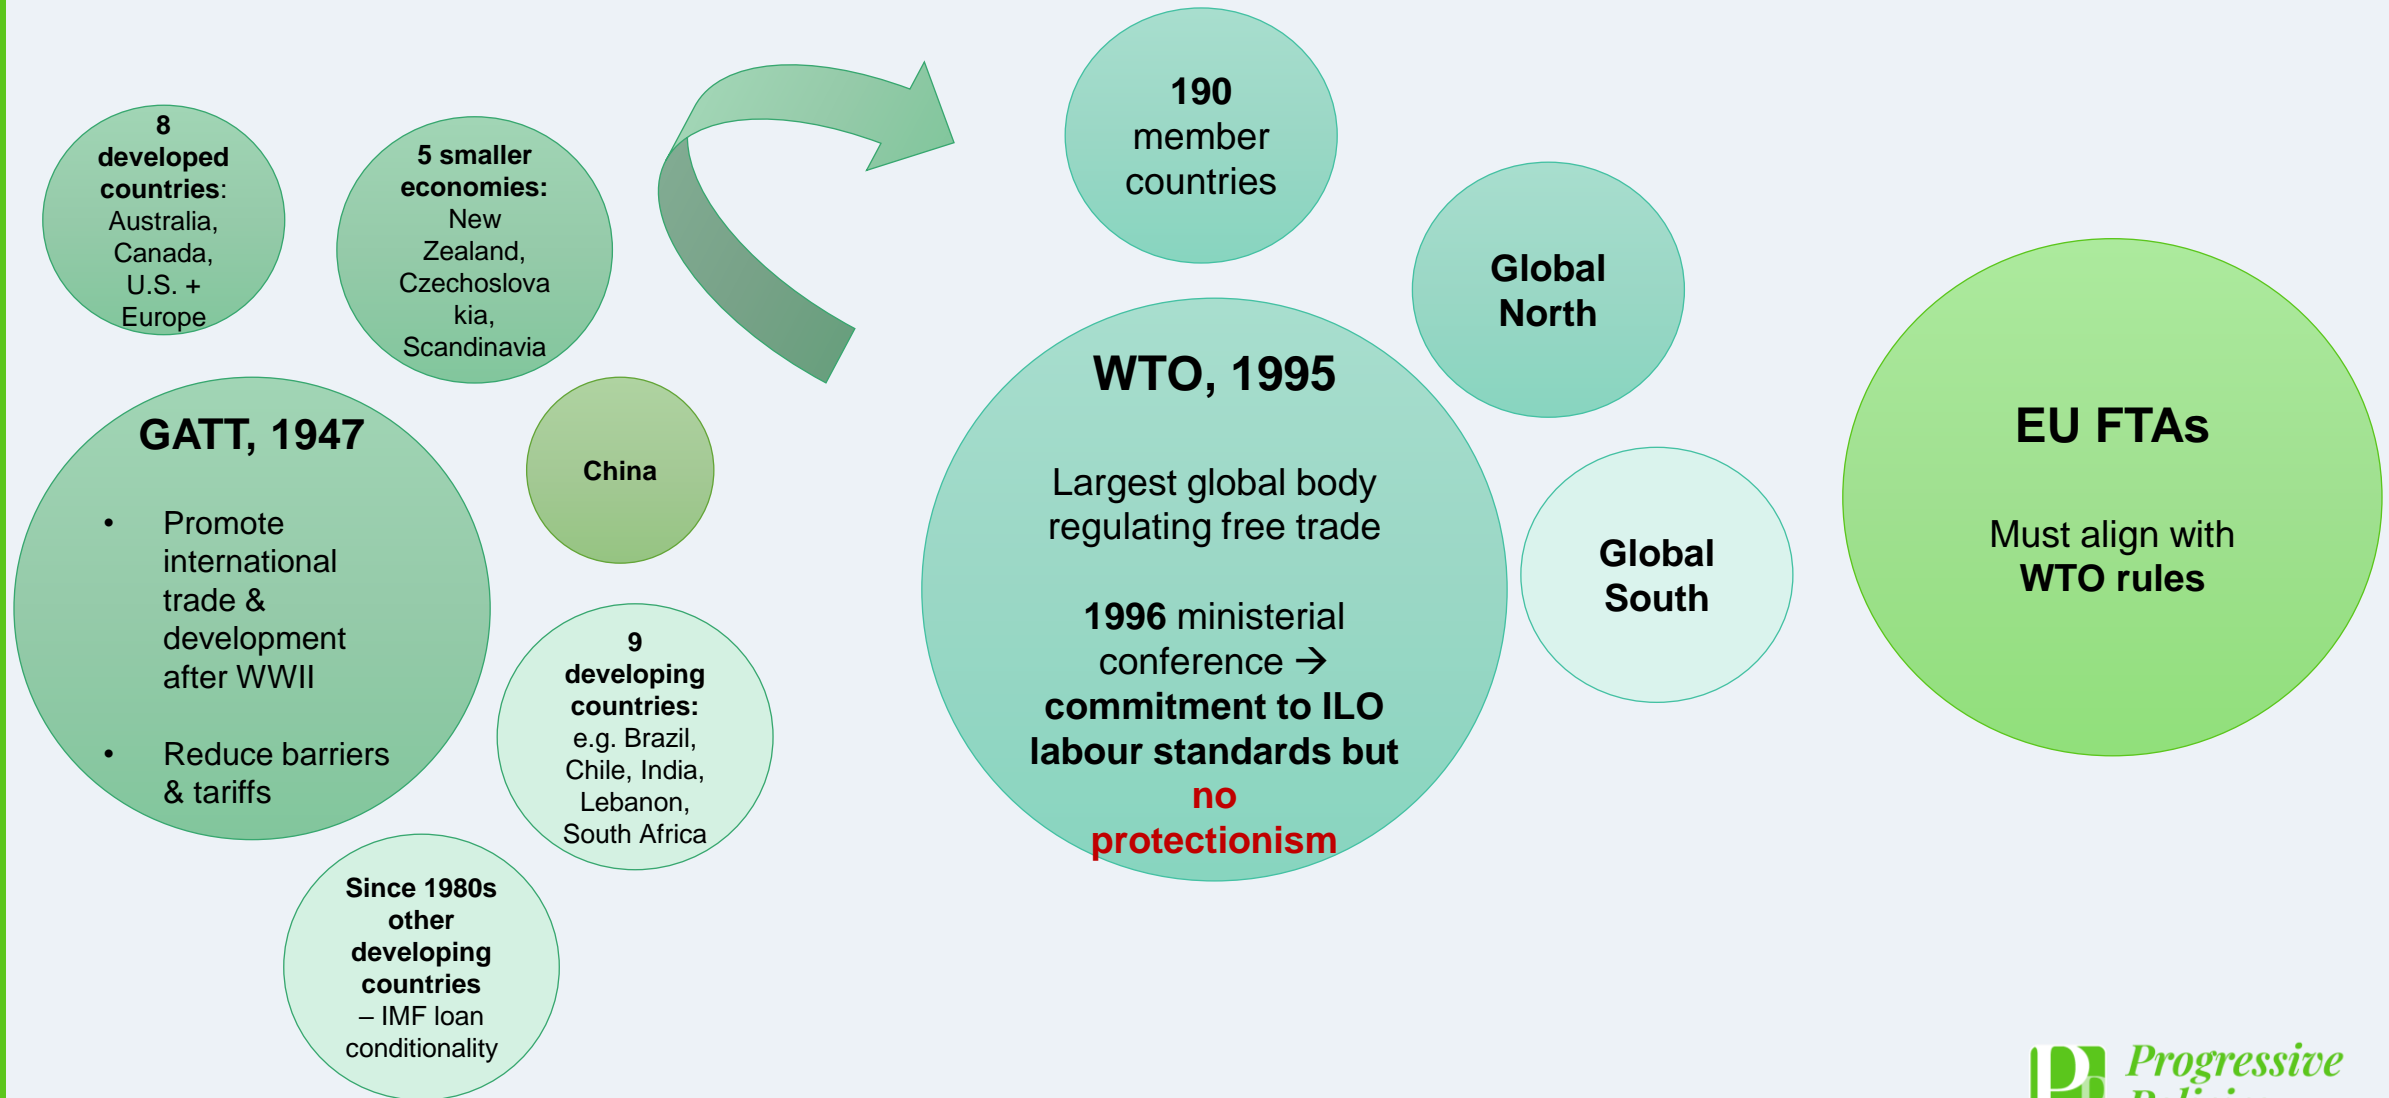 8
developed
countries:
Australia,
Canada,
U.S. +
Europe
5 smaller
economies:
New
Zealand,
Czechoslova
kia,
Scandinavia
GATT, 1947
• Promote
international
trade &
development
after WWII
• Reduce barriers
& tariffs
China
9
developing
countries:
e.g. Brazil,
Chile, India,
Lebanon,
South Africa
Since 1980s
other
developing
countries
– IMF loan
conditionality
190
member
countries
Global
North
WTO, 1995
Largest global body
regulating free trade
1996 ministerial
conference →
commitment to ILO
labour standards but
no
protectionism
Global
South
EU FTAs
Must align with
WTO rules
Progressive